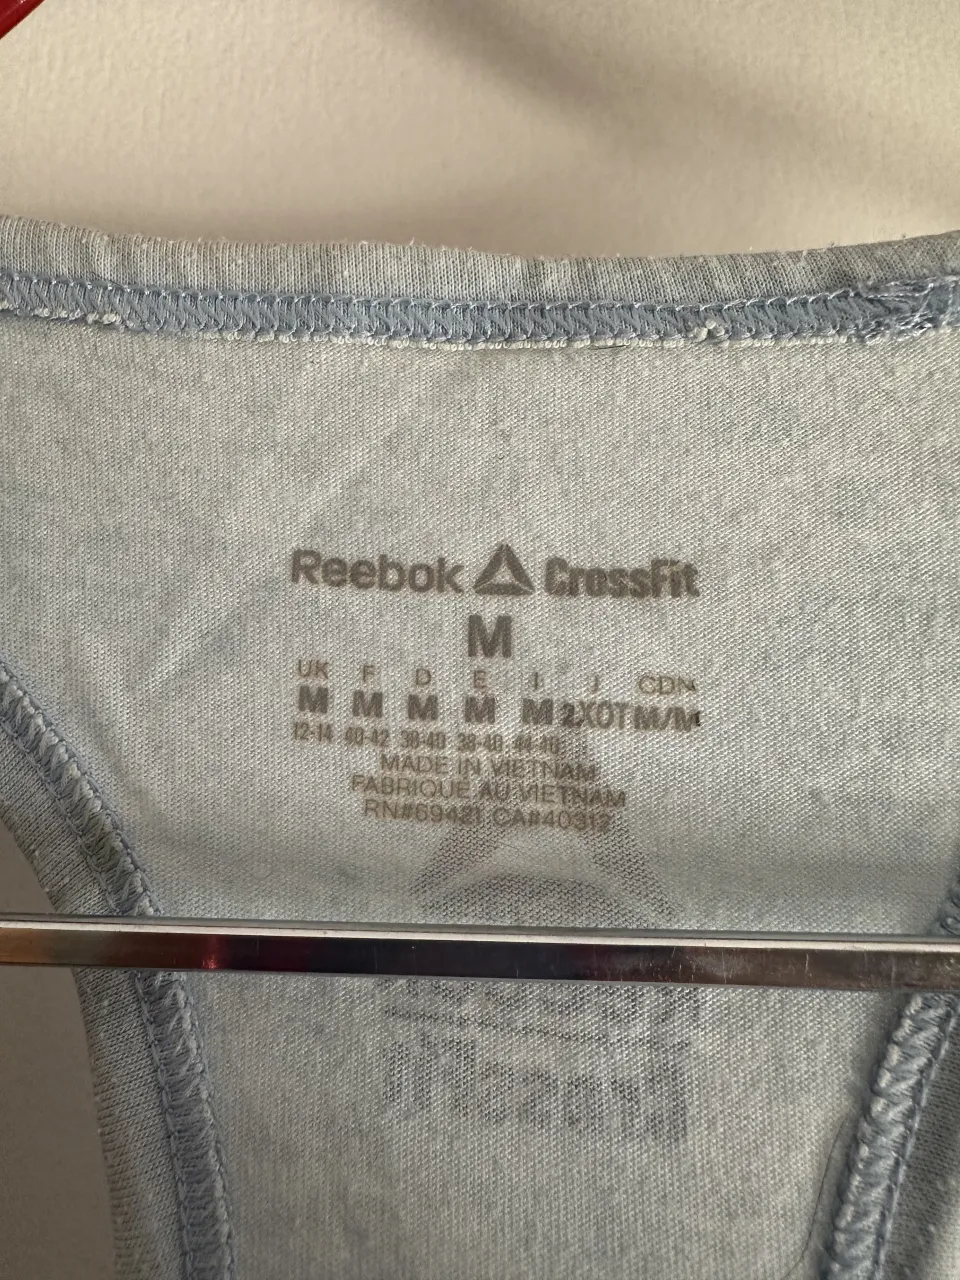 Reebok CrossFit
M
UK F D E I J CDN
M M M M M 2XOT M/M
12-14 40-42 38-40 38-40 44-46
MADE IN VIETNAM
FABRIQUE AU VIETNAM
RN#69421 CA#40312